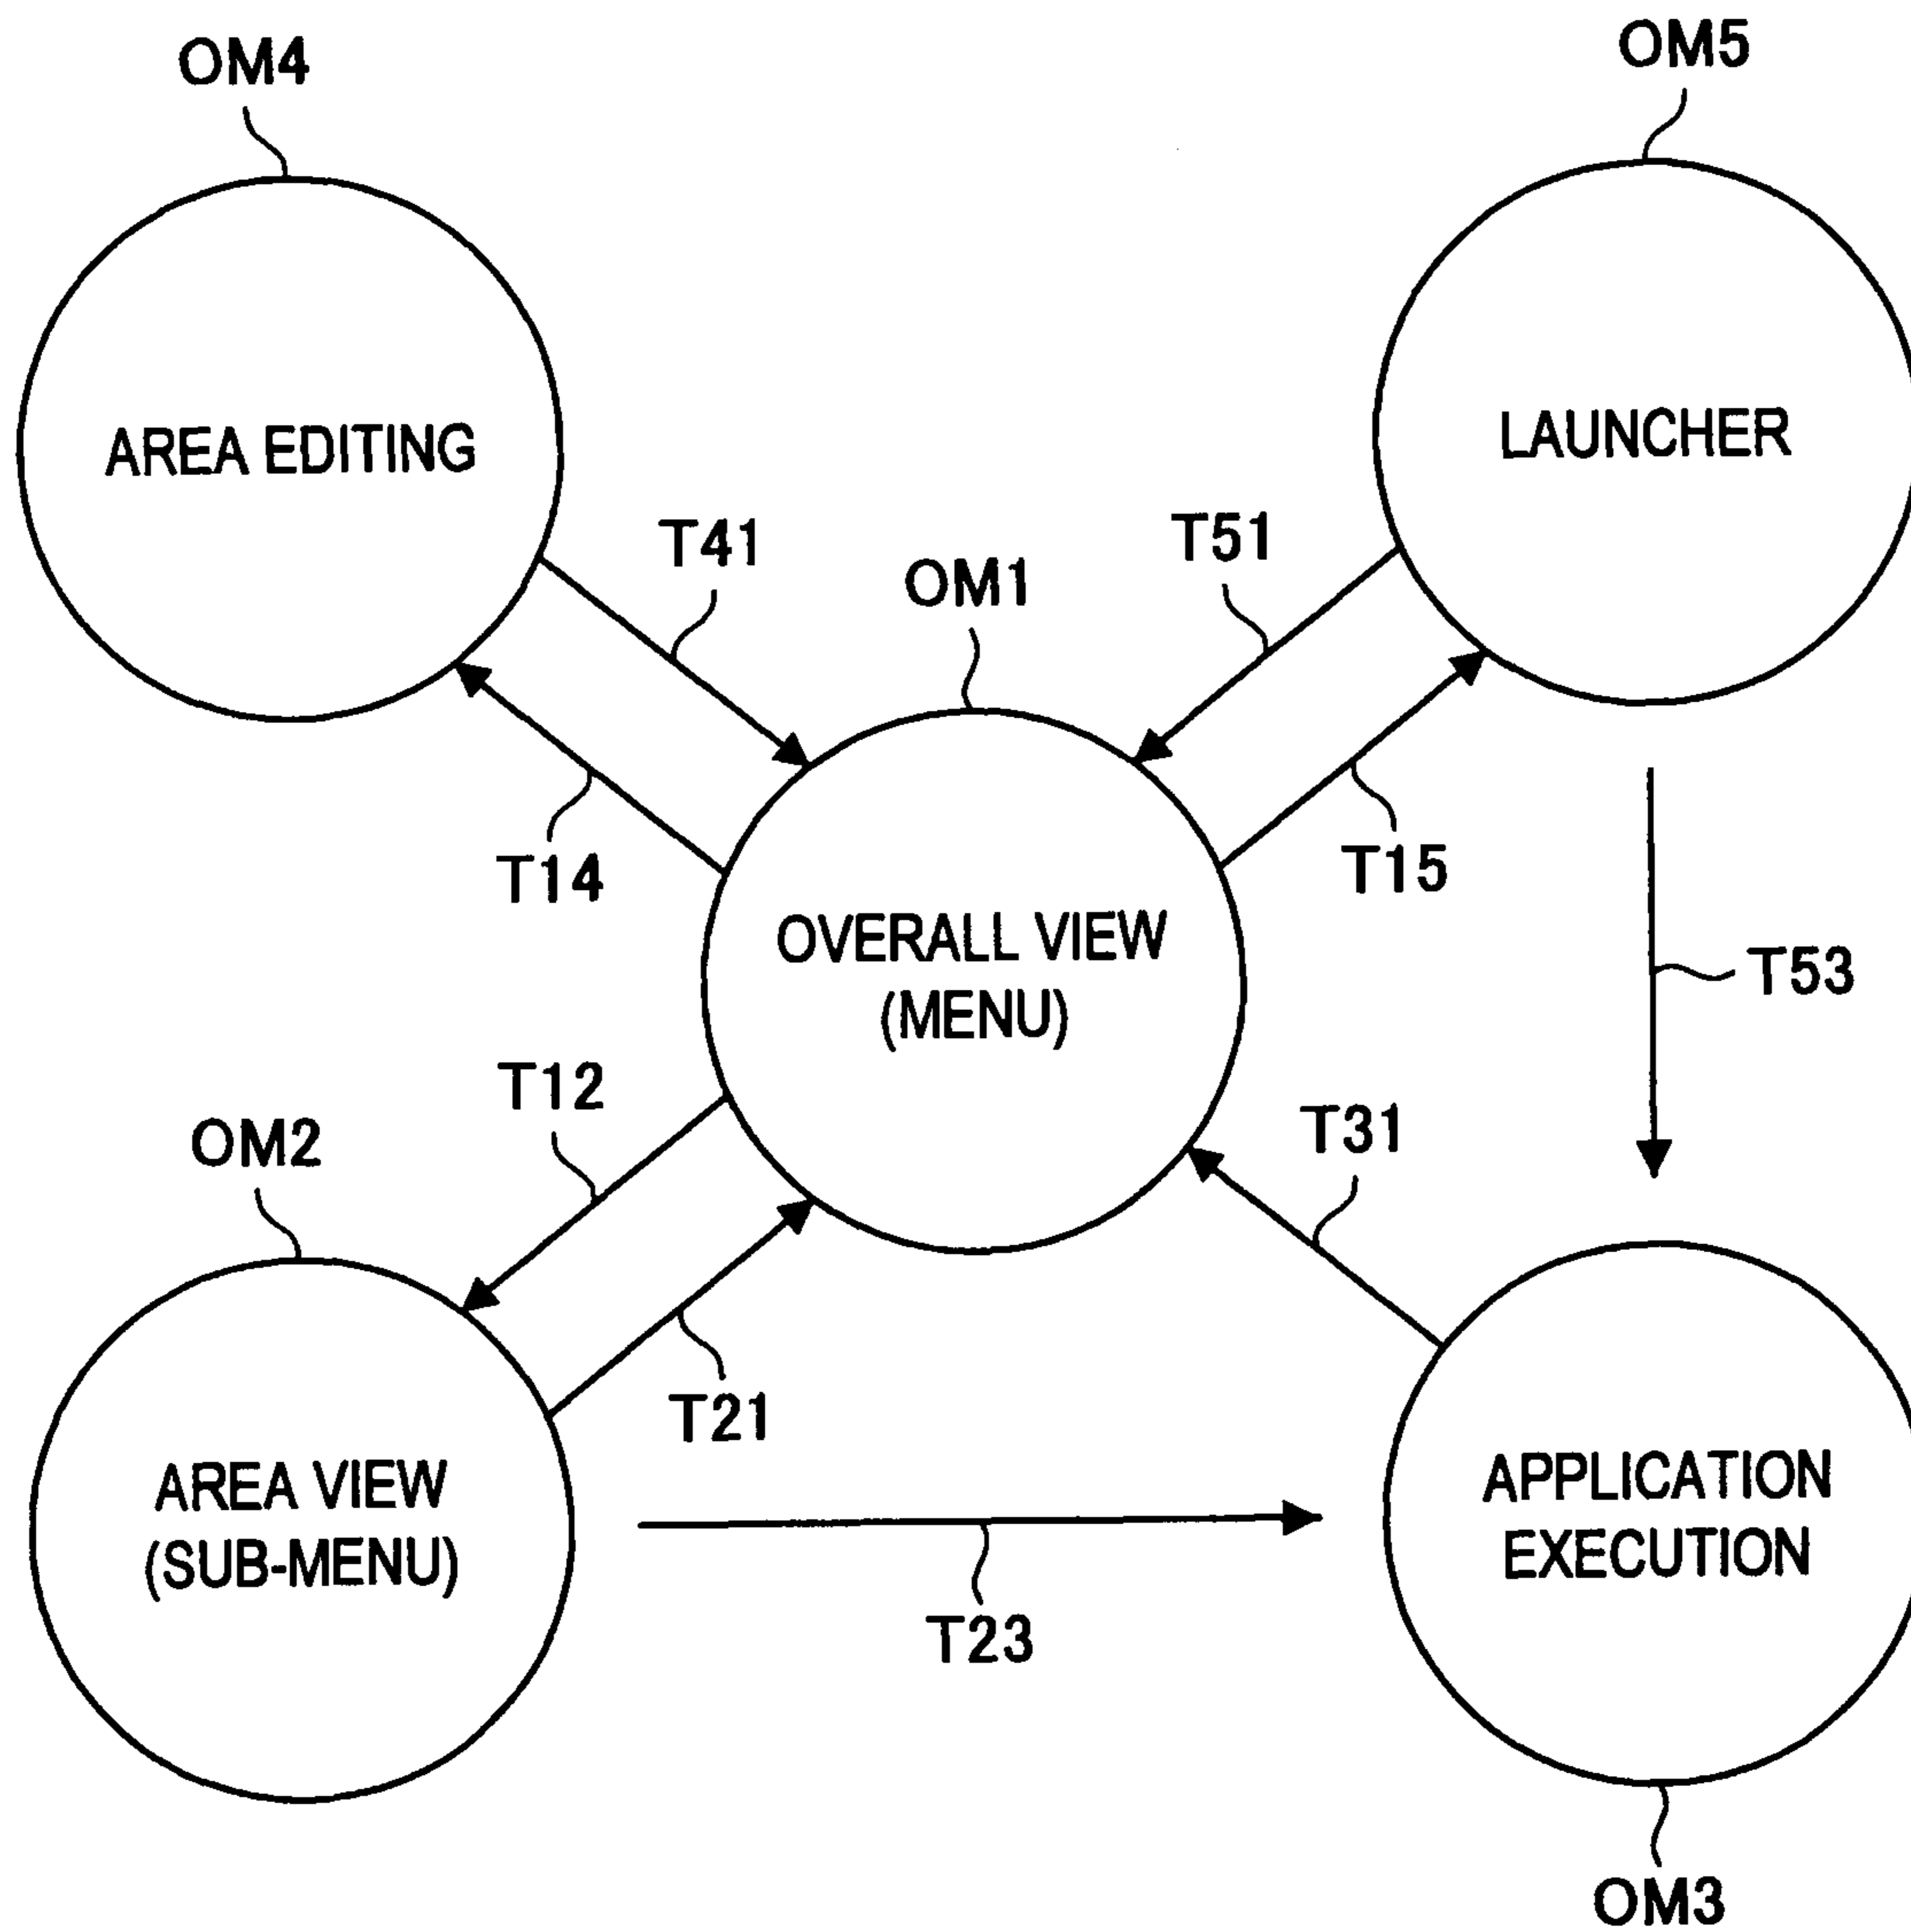 OM4
OM5
AREA EDITING
LAUNCHER
T41
T51
OM1
T14
T15
OVERALL VIEW
(MENU)
T53
T12
T31
OM2
T21
AREA VIEW
(SUB-MENU)
APPLICATION
EXECUTION
T23
OM3